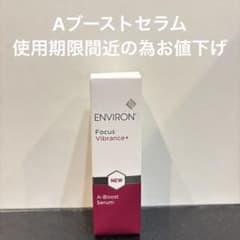 Aブーストセラム
使用期限間近の為お値下げ
ENVIRON
Focus
Vibrance+
NEW
A-Boost
Serum